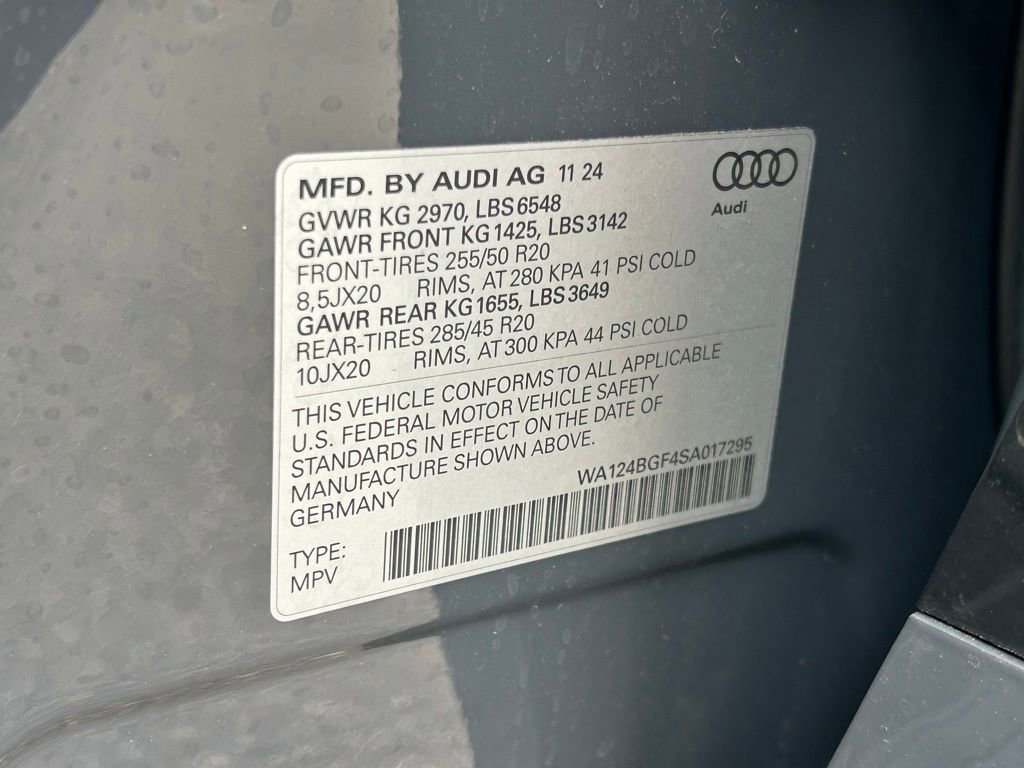 MFD. BY AUDI AG 11 24
Audi
GVWR KG 2970, LBS 6548
GAWR FRONT KG 1425, LBS 3142
FRONT-TIRES 255/50 R20
8,5JX20 RIMS, AT 280 KPA 41 PSI COLD
GAWR REAR KG 1655, LBS 3649
REAR-TIRES 285/45 R20
10JX20 RIMS, AT 300 KPA 44 PSI COLD
THIS VEHICLE CONFORMS TO ALL APPLICABLE
U.S. FEDERAL MOTOR VEHICLE SAFETY
STANDARDS IN EFFECT ON THE DATE OF
MANUFACTURE SHOWN ABOVE.
GERMANY
WA124BGF4SA017295
TYPE:
MPV